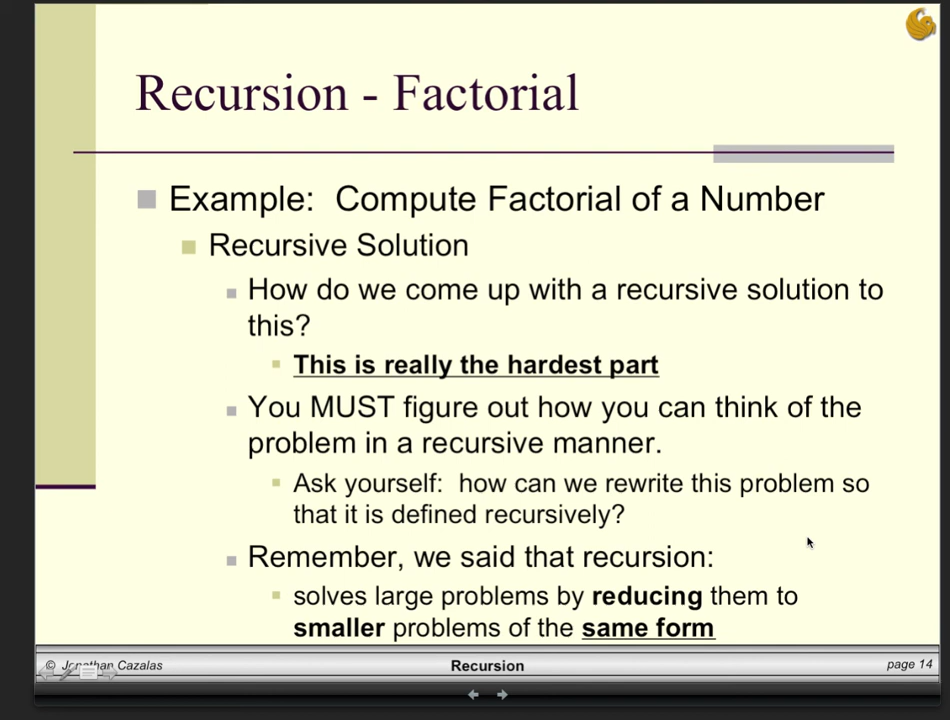 Recursion - Factorial
Example:  Compute Factorial of a Number
Recursive Solution
How do we come up with a recursive solution to
this?
This is really the hardest part
You MUST figure out how you can think of the
problem in a recursive manner.
Ask yourself:  how can we rewrite this problem so
that it is defined recursively?
Remember, we said that recursion:
solves large problems by reducing them to
smaller problems of the same form
© Jonathan Cazalas
Recursion
page 14